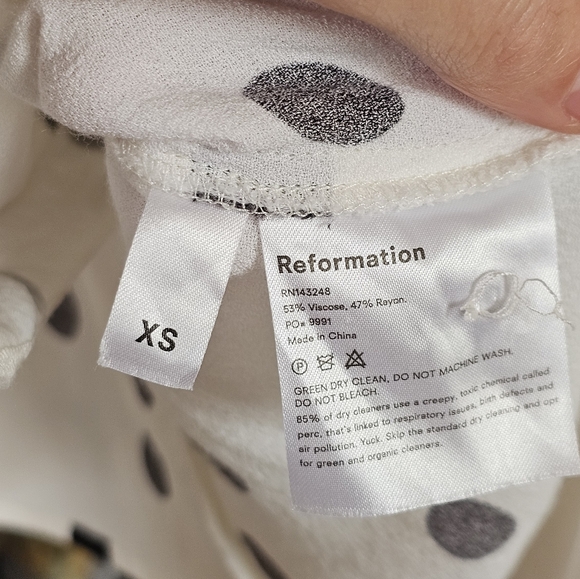 XS
Reformation
RN143248
53% Viscose, 47% Rayon.
PO# 9991
Made in China
P
GREEN DRY CLEAN, DO NOT MACHINE WASH.
DO NOT BLEACH.
85% of dry cleaners use a creepy, toxic chemical called
perc, that's linked to respiratory issues, birth defects and
air pollution. Yuck. Skip the standard dry cleaning and opt
for green and organic cleaners.